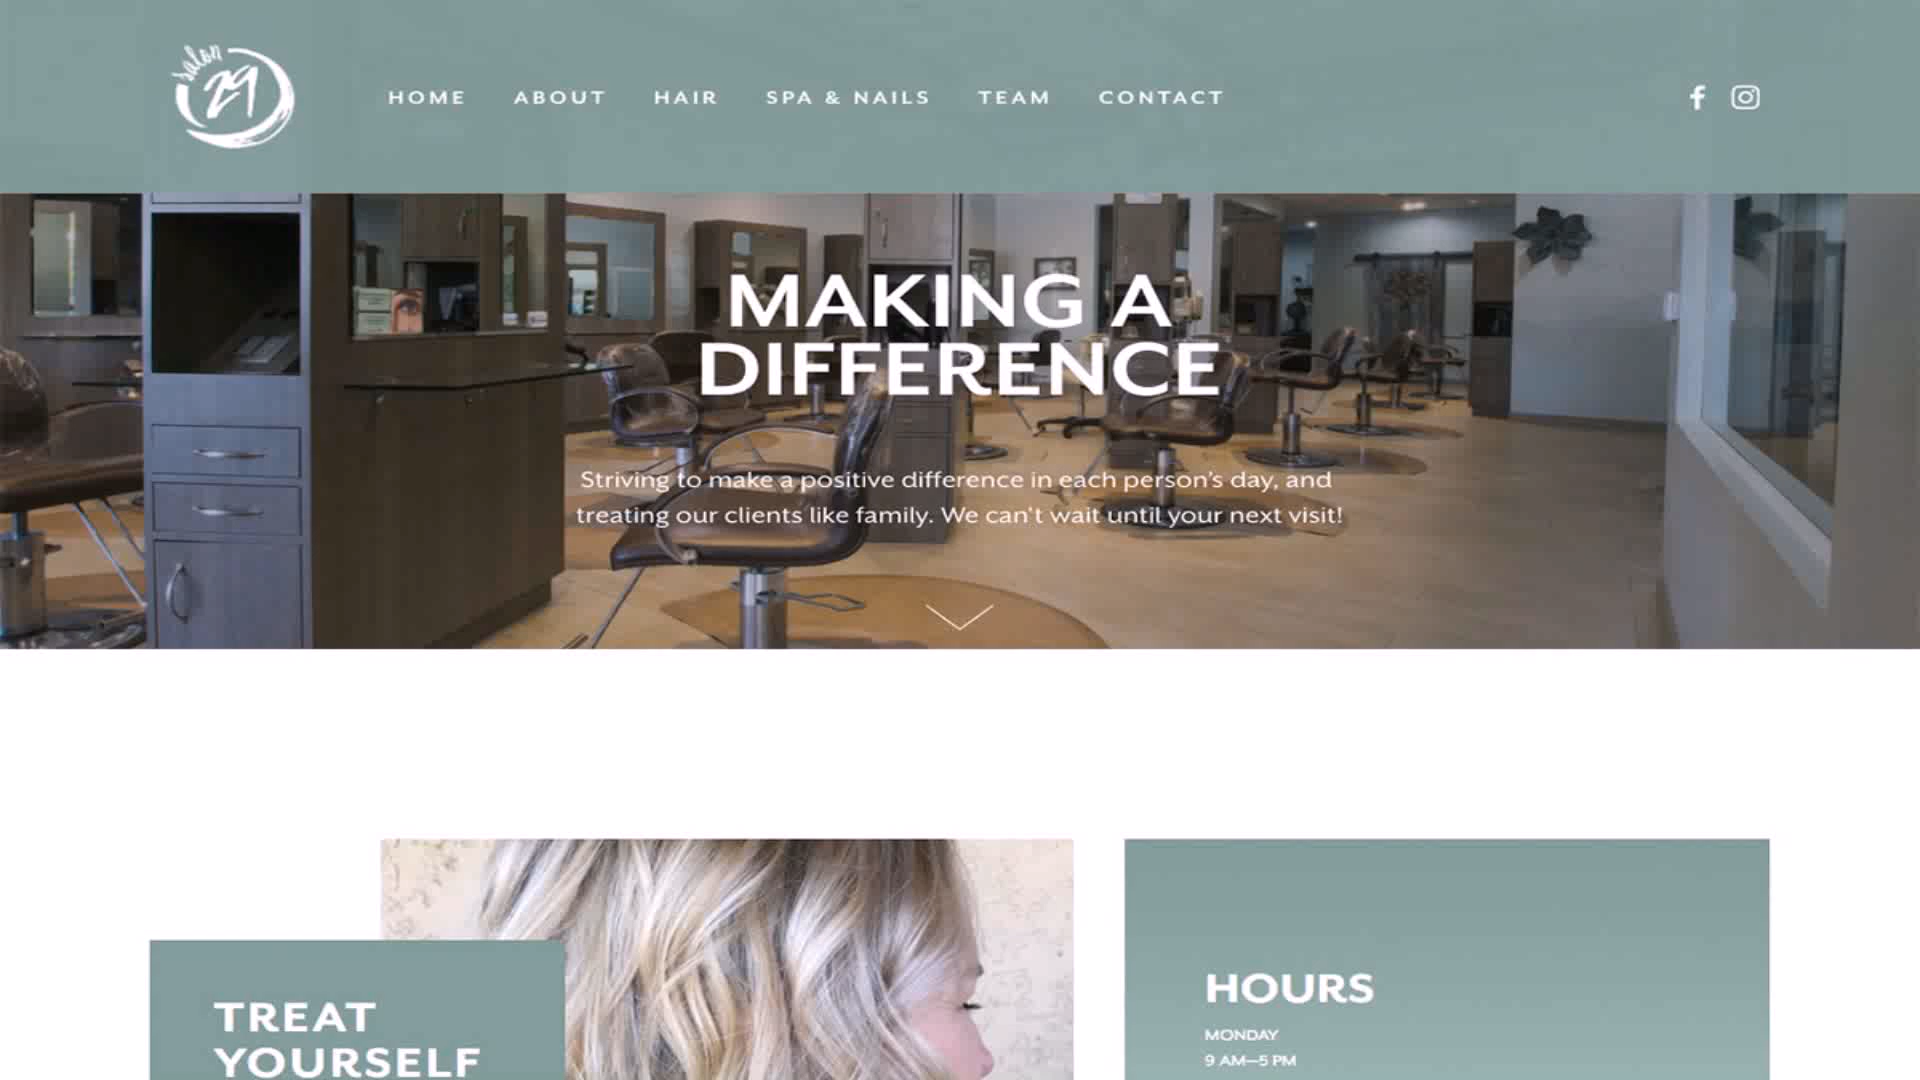 salon
29
HOME ABOUT HAIR SPA & NAILS TEAM CONTACT
MAKING A
DIFFERENCE
Striving to make a positive difference in each person’s day, and
treating our clients like family. We can't wait until your next visit!
TREAT
YOURSELF
HOURS
MONDAY
9 AM—5 PM